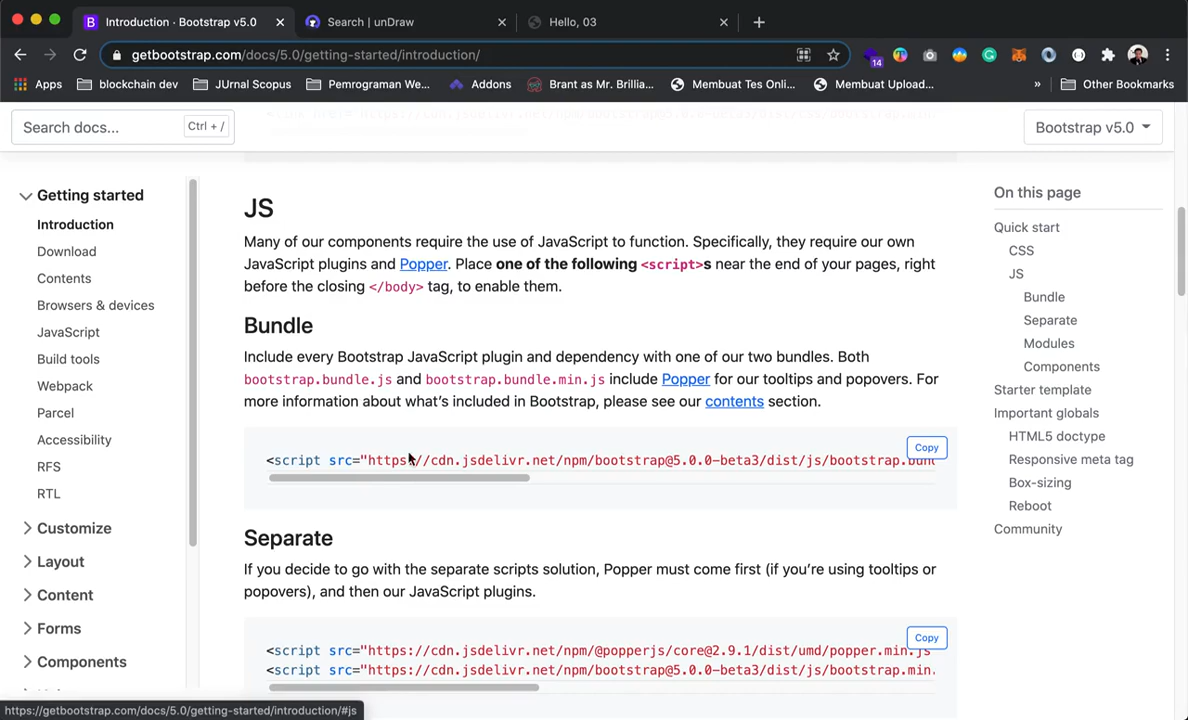 Introduction · Bootstrap v5.0
Search | unDraw
Hello, 03
getbootstrap.com/docs/5.0/getting-started/introduction/
14
Apps
blockchain dev
JUrnal Scopus
Pemrograman We...
Addons
Brant as Mr. Brillia...
Membuat Tes Onli...
Membuat Upload...
»
Other Bookmarks
Search docs...
Ctrl + /
Bootstrap v5.0
Getting started
Introduction
Download
Contents
Browsers & devices
JavaScript
Build tools
Webpack
Parcel
Accessibility
RFS
RTL
Customize
Layout
Content
Forms
Components
JS
Many of our components require the use of JavaScript to function. Specifically, they require our own
JavaScript plugins and Popper. Place one of the following <script>s near the end of your pages, right
before the closing </body> tag, to enable them.
Bundle
Include every Bootstrap JavaScript plugin and dependency with one of our two bundles. Both
bootstrap.bundle.js and bootstrap.bundle.min.js include Popper for our tooltips and popovers. For
more information about what's included in Bootstrap, please see our contents section.
Copy
<script src="https://cdn.jsdelivr.net/npm/bootstrap@5.0.0-beta3/dist/js/bootstrap.bund
Separate
If you decide to go with the separate scripts solution, Popper must come first (if you're using tooltips or
popovers), and then our JavaScript plugins.
Copy
<script src="https://cdn.jsdelivr.net/npm/@popperjs/core@2.9.1/dist/umd/popper.min.js
<script src="https://cdn.jsdelivr.net/npm/bootstrap@5.0.0-beta3/dist/js/bootstrap.min.
On this page
Quick start
CSS
JS
Bundle
Separate
Modules
Components
Starter template
Important globals
HTML5 doctype
Responsive meta tag
Box-sizing
Reboot
Community
https://getbootstrap.com/docs/5.0/getting-started/introduction/#js